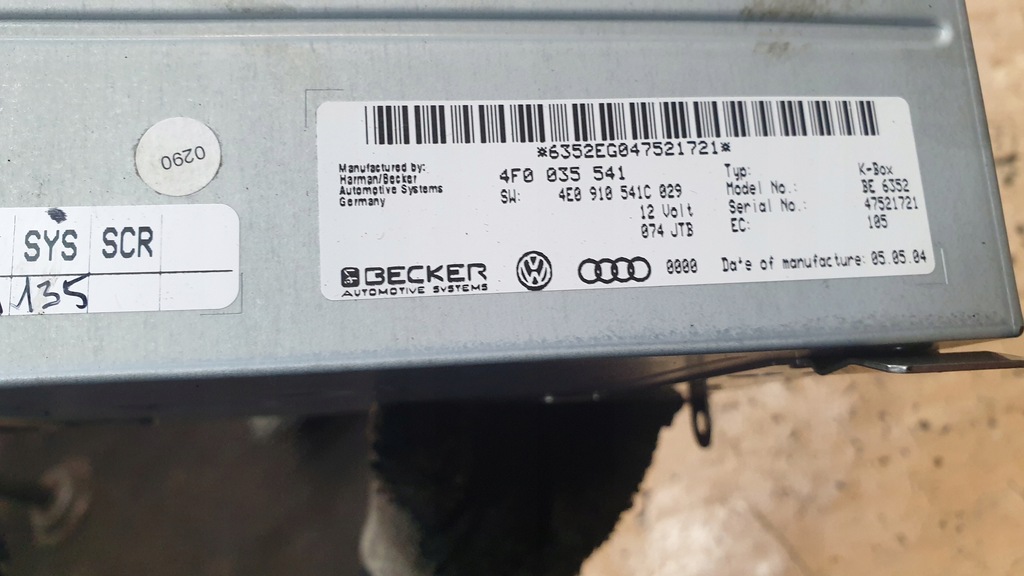 *6352EG047521721*
Manufactured by:
Harman/Becker
Automotive Systems
Germany
4F0 035 541
SW: 4E0 910 541C 029
12 Volt
074 JTB
Typ: K-Box
Model No.: BE 6352
Serial No.: 47521721
EC: 105
BECKER
AUTOMOTIVE SYSTEMS
0000
Date of manufacture: 05.05.04
0290
SYS SCR
135